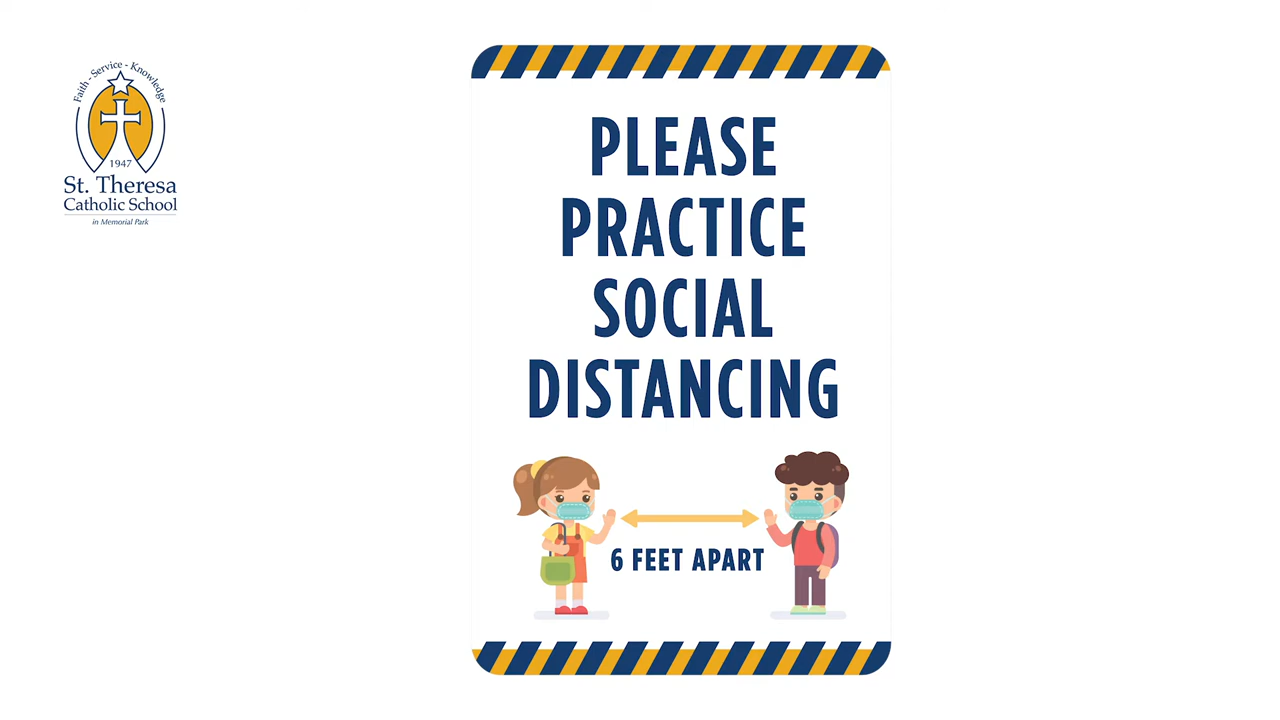 Faith - Service - Knowledge
1947
St. Theresa
Catholic School
in Memorial Park
PLEASE
PRACTICE
SOCIAL
DISTANCING
6 FEET APART